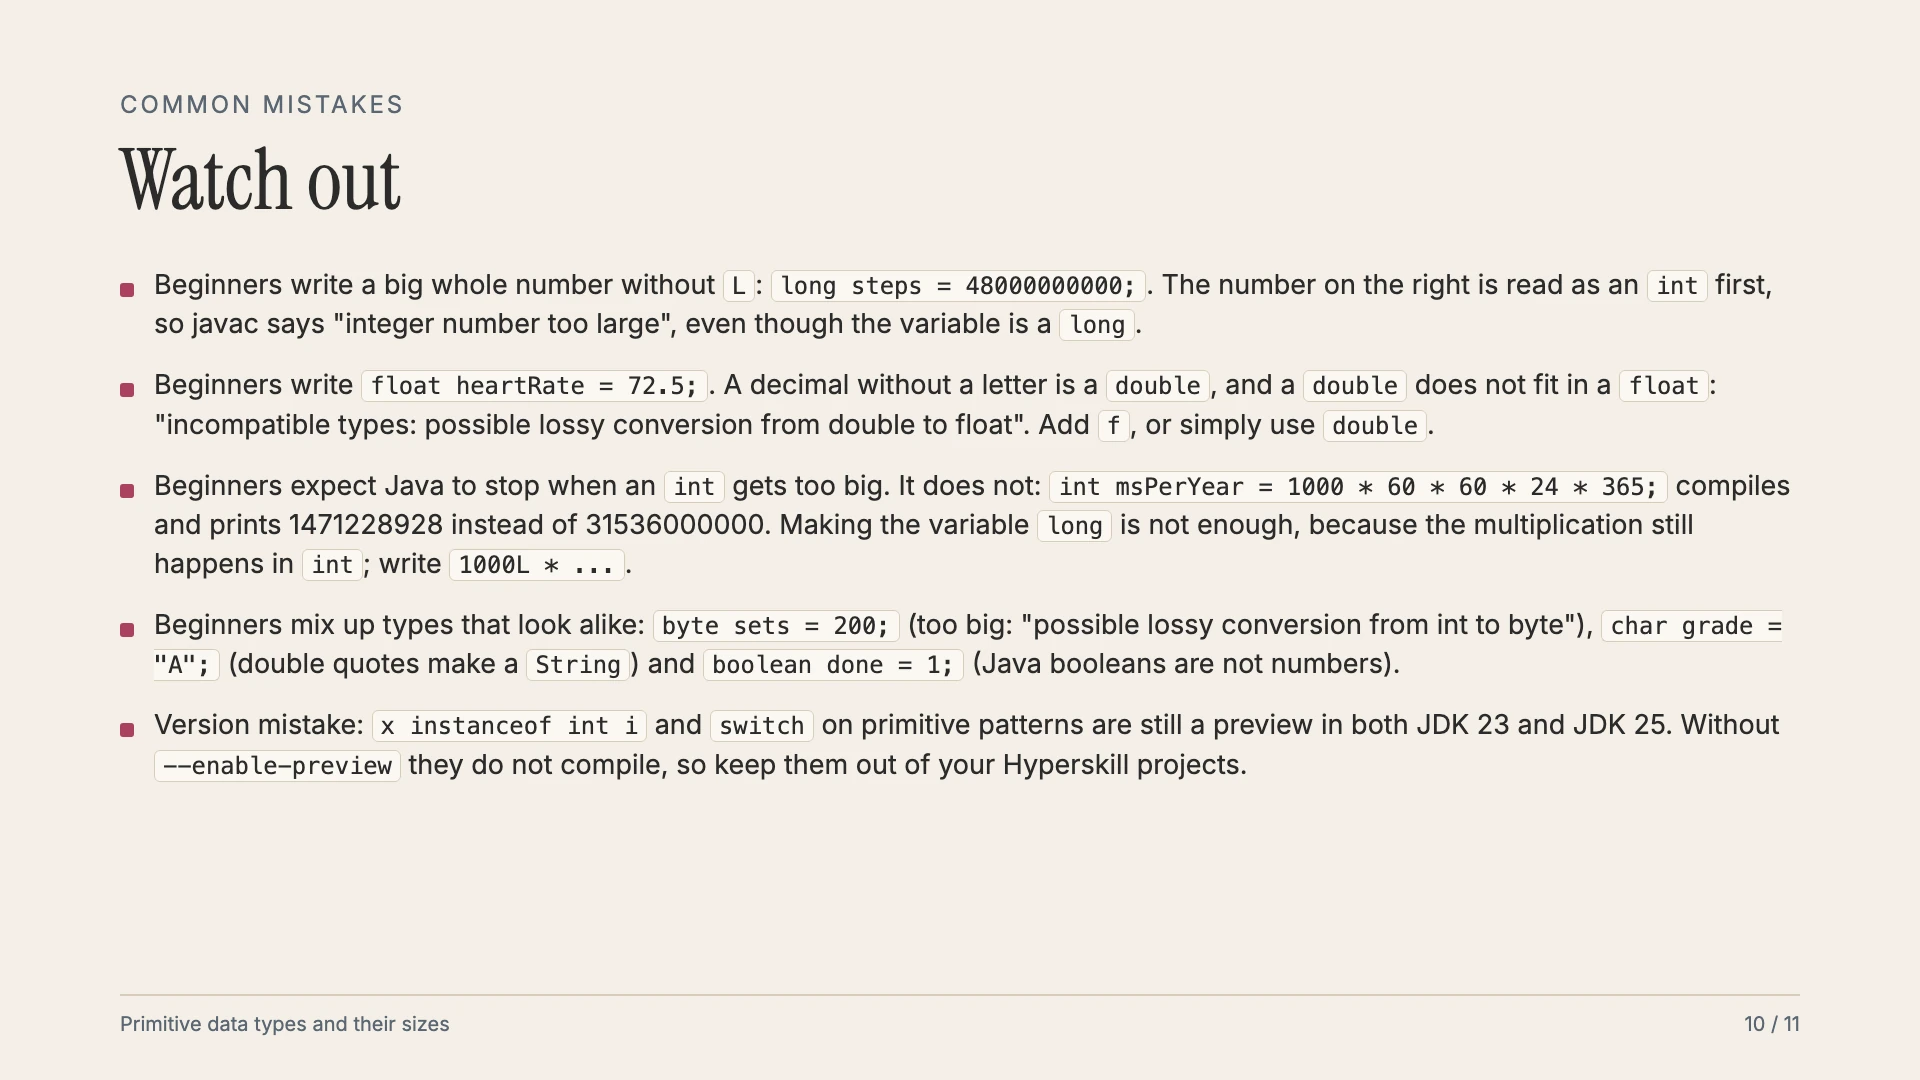 COMMON MISTAKES
Watch out
Beginners write a big whole number without L: long steps = 48000000000;. The number on the right is read as an int first,
so javac says "integer number too large", even though the variable is a long.
Beginners write float heartRate = 72.5;. A decimal without a letter is a double, and a double does not fit in a float:
"incompatible types: possible lossy conversion from double to float". Add f, or simply use double.
Beginners expect Java to stop when an int gets too big. It does not: int msPerYear = 1000 * 60 * 60 * 24 * 365; compiles
and prints 1471228928 instead of 31536000000. Making the variable long is not enough, because the multiplication still
happens in int; write 1000L * ....
Beginners mix up types that look alike: byte sets = 200; (too big: "possible lossy conversion from int to byte"), char grade =
"A"; (double quotes make a String) and boolean done = 1; (Java booleans are not numbers).
Version mistake: x instanceof int i and switch on primitive patterns are still a preview in both JDK 23 and JDK 25. Without
--enable-preview they do not compile, so keep them out of your Hyperskill projects.
Primitive data types and their sizes
10 / 11